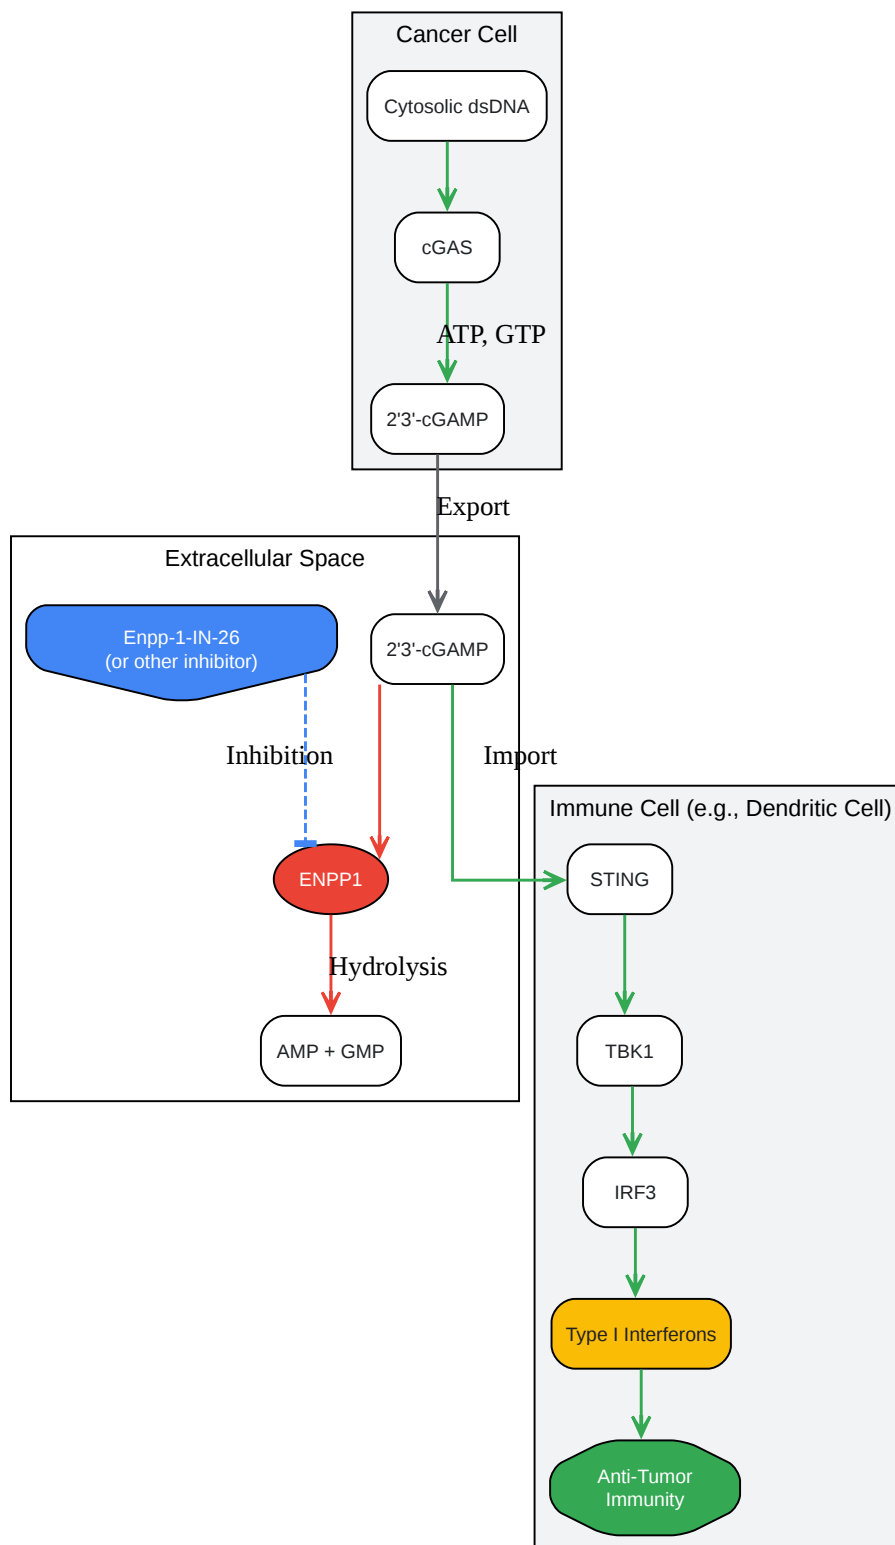 Cancer Cell
Cytosolic dsDNA
cGAS
ATP, GTP
2'3'-cGAMP
Export
Extracellular Space
Enpp-1-IN-26
(or other inhibitor)
2'3'-cGAMP
Inhibition
Import
Immune Cell (e.g., Dendritic Cell)
ENPP1
STING
Hydrolysis
AMP + GMP
TBK1
IRF3
Type I Interferons
Anti-Tumor
Immunity